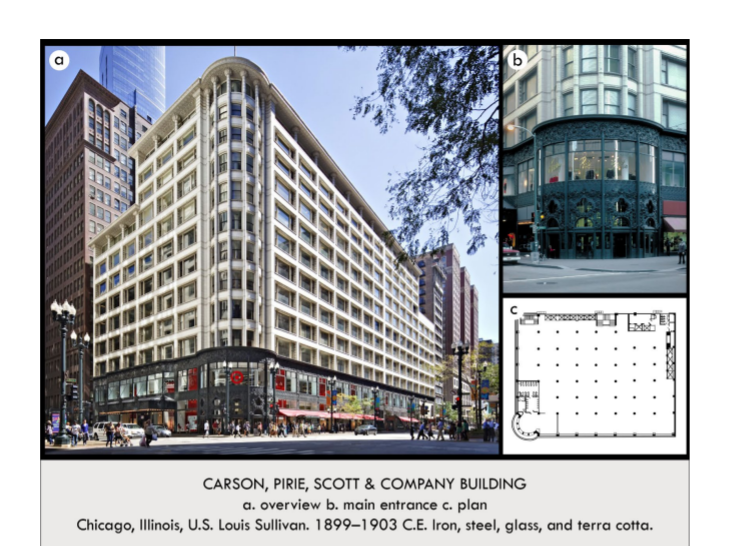 a
b
c
CARSON, PIRIE, SCOTT & COMPANY BUILDING
a. overview b. main entrance c. plan
Chicago, Illinois, U.S. Louis Sullivan. 1899–1903 C.E. Iron, steel, glass, and terra cotta.